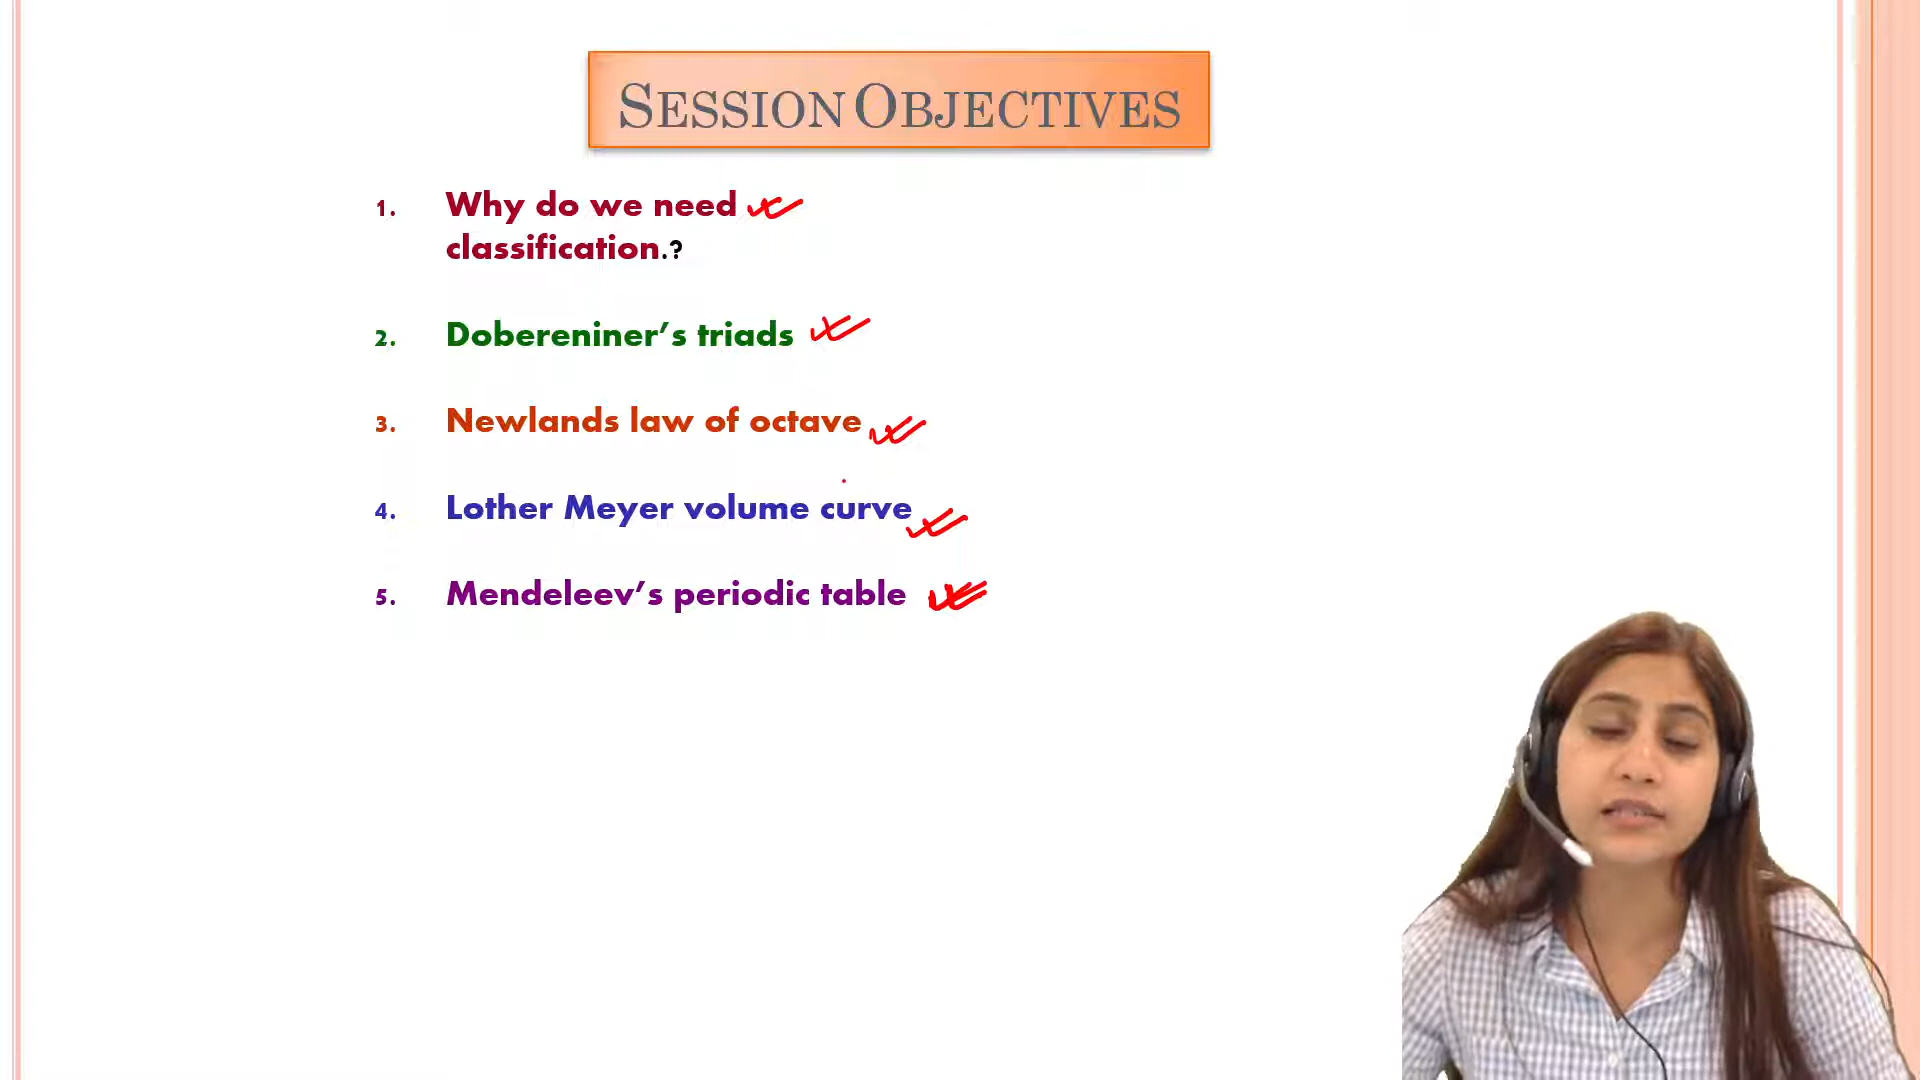 SESSION OBJECTIVES
1. Why do we need
classification.?
2. Dobereniner's triads
3. Newlands law of octave
4. Lother Meyer volume curve
5. Mendeleev's periodic table